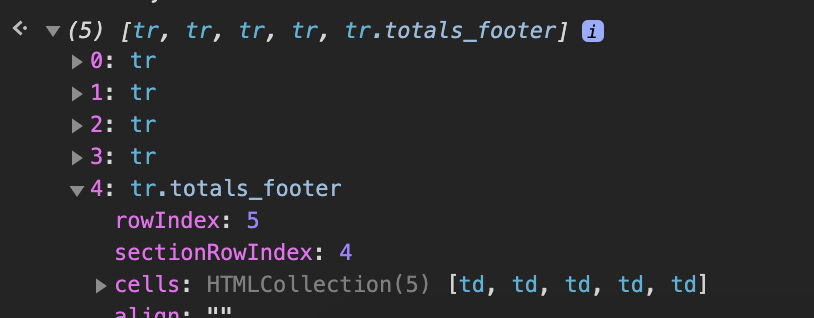 (5) [tr, tr, tr, tr, tr.totals_footer] i
0: tr
1: tr
2: tr
3: tr
4: tr.totals_footer
rowIndex: 5
sectionRowIndex: 4
cells: HTMLCollection(5) [td, td, td, td, td]
align: ""